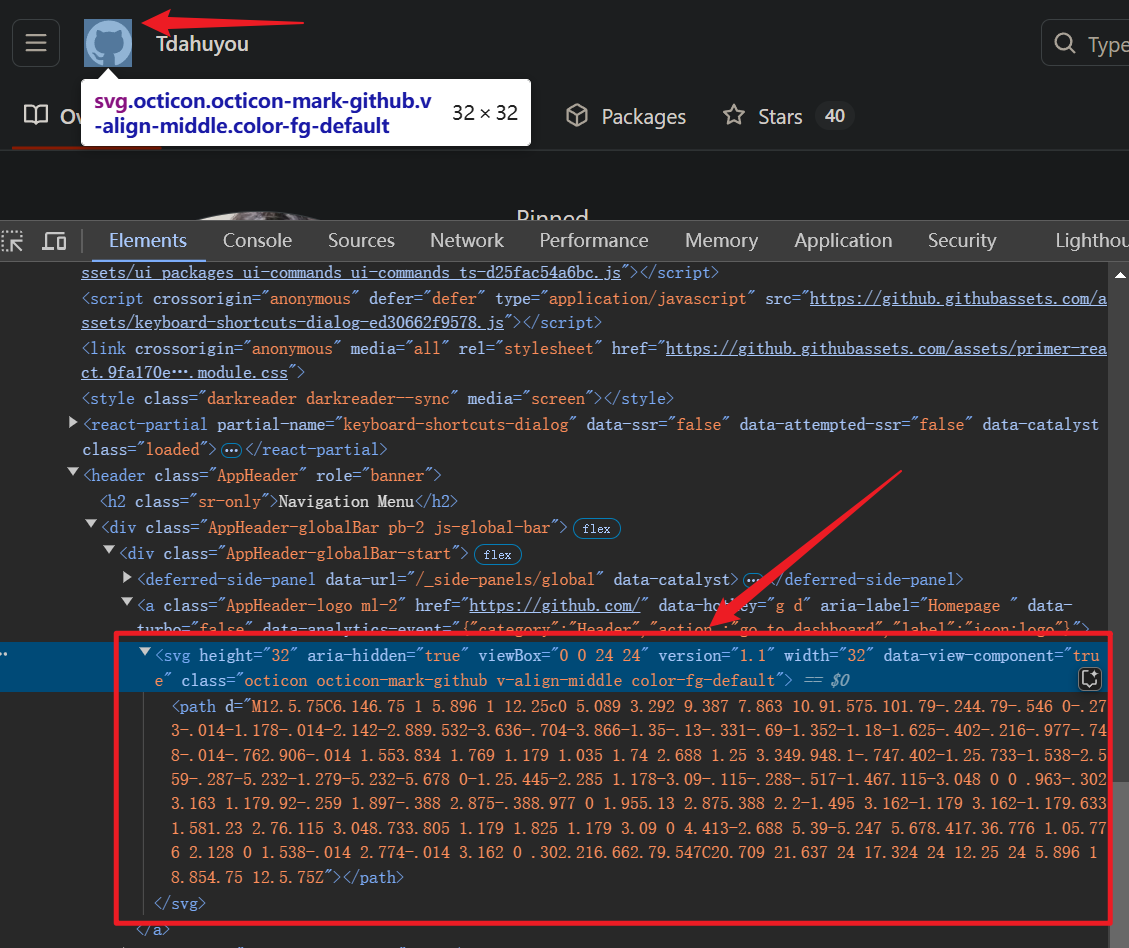 Tdahuyou
Type
svg.octicon.octicon-mark-github.v
-align-middle.color-fg-default
32 × 32
Packages
Stars
40
Pinned
Elements
Console
Sources
Network
Performance
Memory
Application
Security
Lighthou
ssets/ui_packages_ui-commands_ui-commands_ts-d25fac54a6bc.js"></script>
<script crossorigin="anonymous" defer="defer" type="application/javascript" src="https://github.githubassets.com/a
ssets/keyboard-shortcuts-dialog-ed30662f9578.js"></script>
<link crossorigin="anonymous" media="all" rel="stylesheet" href="https://github.githubassets.com/assets/primer-rea
ct.9fa170e….module.css">
<style class="darkreader darkreader--sync" media="screen"></style>
<react-partial partial-name="keyboard-shortcuts-dialog" data-ssr="false" data-attempted-ssr="false" data-catalyst
class="loaded">…</react-partial>
<header class="AppHeader" role="banner">
<h2 class="sr-only">Navigation Menu</h2>
<div class="AppHeader-globalBar pb-2 js-global-bar"> flex
<div class="AppHeader-globalBar-start"> flex
<deferred-side-panel data-url="/_side-panels/global" data-catalyst>…</deferred-side-panel>
<a class="AppHeader-logo ml-2" href="https://github.com/" data-hotkey="g d" aria-label="Homepage " data-
turbo="false" data-analytics-event="{"category":"Header","action":"go_to_dashboard","label":"icon:logo"}">
<svg height="32" aria-hidden="true" viewBox="0 0 24 24" version="1.1" width="32" data-view-component="tru
e" class="octicon octicon-mark-github v-align-middle color-fg-default"> == $0
<path d="M12.5.75C6.146.75 1 5.896 1 12.25c0 5.089 3.292 9.387 7.863 10.91.575.101.79-.244.79-.546 0-.27
3-.014-1.178-.014-2.142-2.889.532-3.636-.704-3.866-1.35-.13-.331-.69-1.352-1.18-1.625-.402-.216-.977-.74
8-.014-.762.906-.014 1.553.834 1.769 1.179 1.035 1.74 2.688 1.25 3.349.948.1-.747.402-1.25.733-1.538-2.5
59-.287-5.232-1.279-5.232-5.678 0-1.25.445-2.285 1.178-3.09-.115-.288-.517-1.467.115-3.048 0 0 .963-.302
3.163 1.179.92-.259 1.897-.388 2.875-.388.977 0 1.955.13 2.875.388 2.2-1.495 3.162-1.179 3.162-1.179.633
1.581.23 2.76.115 3.048.733.805 1.179 1.825 1.179 3.09 0 4.413-2.688 5.39-5.247 5.678.417.36.776 1.05.77
6 2.128 0 1.538-.014 2.774-.014 3.162 0 .302.216.662.79.547C20.709 21.637 24 17.324 24 12.25 24 5.896 1
8.854.75 12.5.75Z"></path>
</svg>
</a>